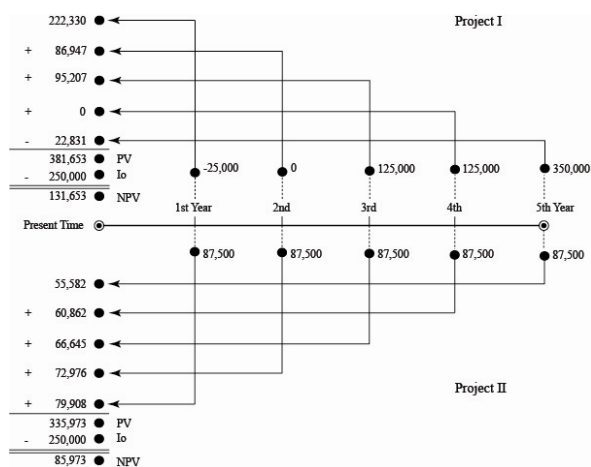 222,330 Project I
+ 86,947
+ 95,207
+ 0
- 22,831
381,653 PV -25,000 0 125,000 125,000 350,000
- 250,000 Io
131,653 NPV 1st Year 2nd 3rd 4th 5th Year
Present Time
87,500 87,500 87,500 87,500 87,500
55,582
+ 60,862
+ 66,645
+ 72,976 Project II
+ 79,908
335,973 PV
- 250,000 Io
85,973 NPV